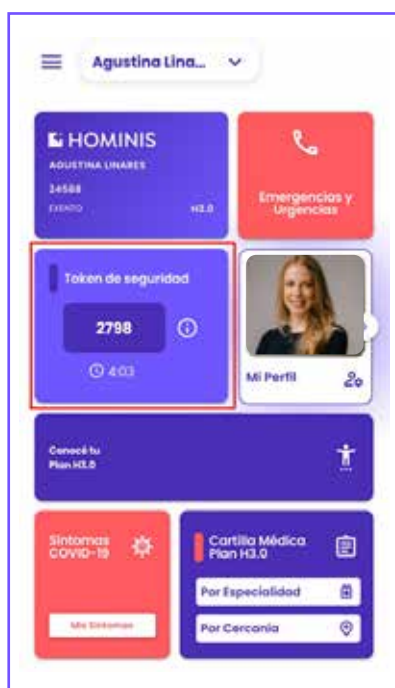 Agustina Lina...
HOMINIS
AGUSTINA LINARES
24588
EXENTO
H3.0
Emergencias y
Urgencias
Token de seguridad
2798
4:03
Mi Perfil
Conocé tu
Plan H3.0
Síntomas
COVID-19
Mis Síntomas
Cartilla Médica
Plan H3.0
Por Especialidad
Por Cercanía